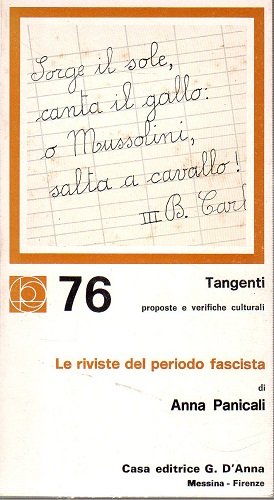 Sorge il sole,
canta il gallo:
o Mussolini,
salta a cavallo!
III B. Carl
76
Tangenti
proposte e verifiche culturali
Le riviste del periodo fascista
di
Anna Panicali
Casa editrice G. D'Anna
Messina - Firenze